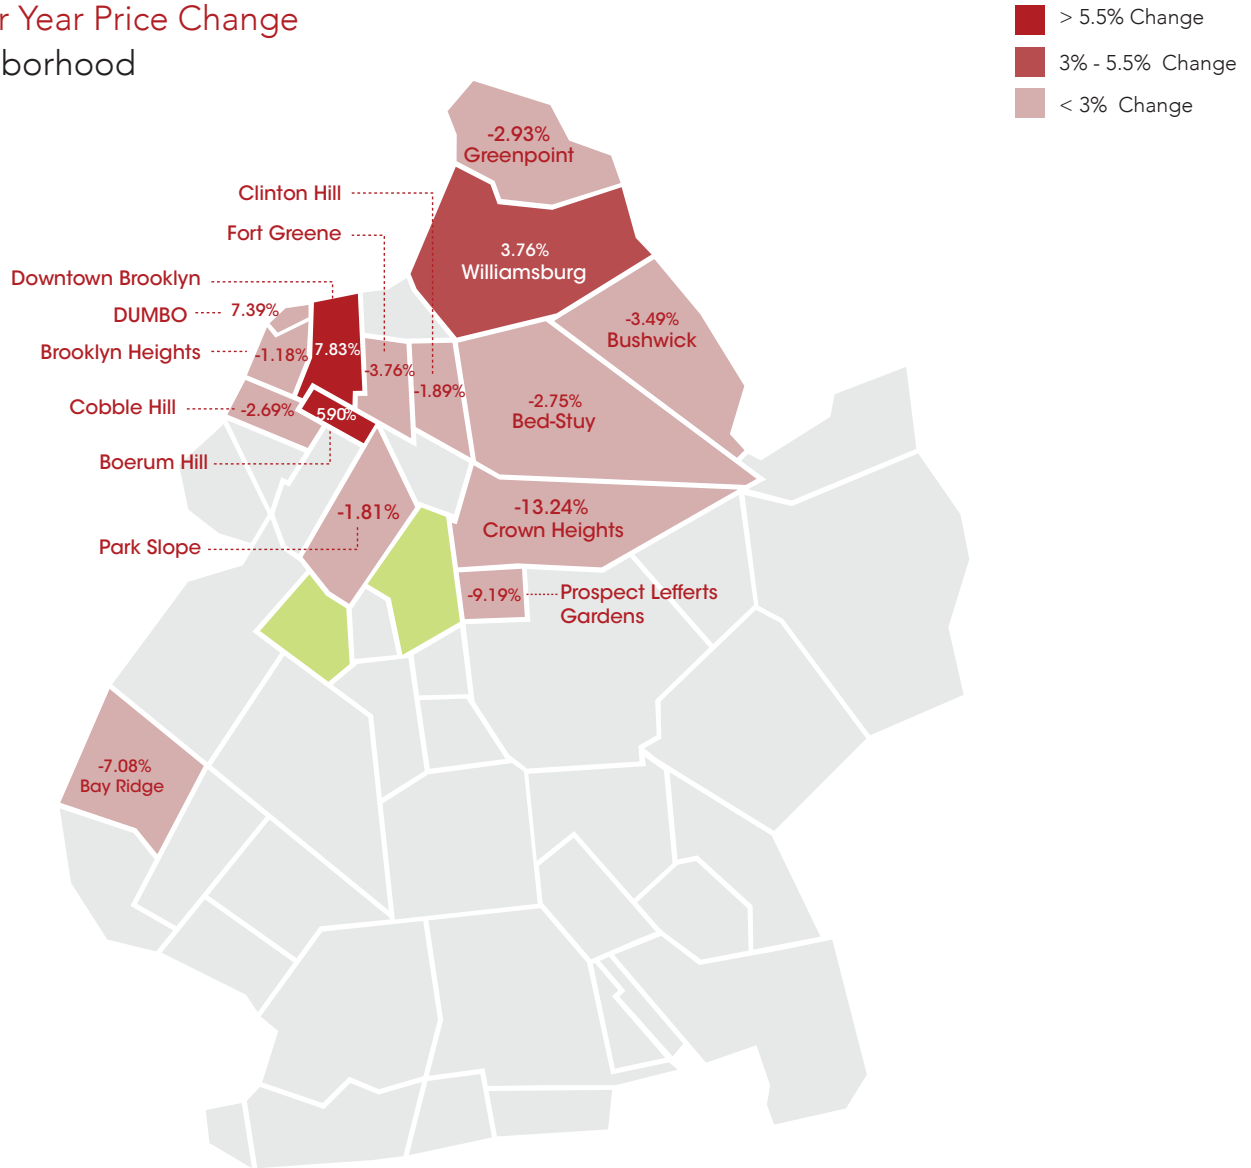 r Year Price Change
borhood
> 5.5% Change
3% - 5.5% Change
< 3% Change
-2.93%
Greenpoint
Clinton Hill
Fort Greene
3.76%
Williamsburg
Downtown Brooklyn
DUMBO
7.39%
-3.49%
Bushwick
Brooklyn Heights
-1.18%
7.83%
-3.76%
-1.89%
Cobble Hill
-2.69%
590%
-2.75%
Bed-Stuy
Boerum Hill
-1.81%
-13.24%
Crown Heights
Park Slope
-9.19%
Prospect Lefferts
Gardens
-7.08%
Bay Ridge